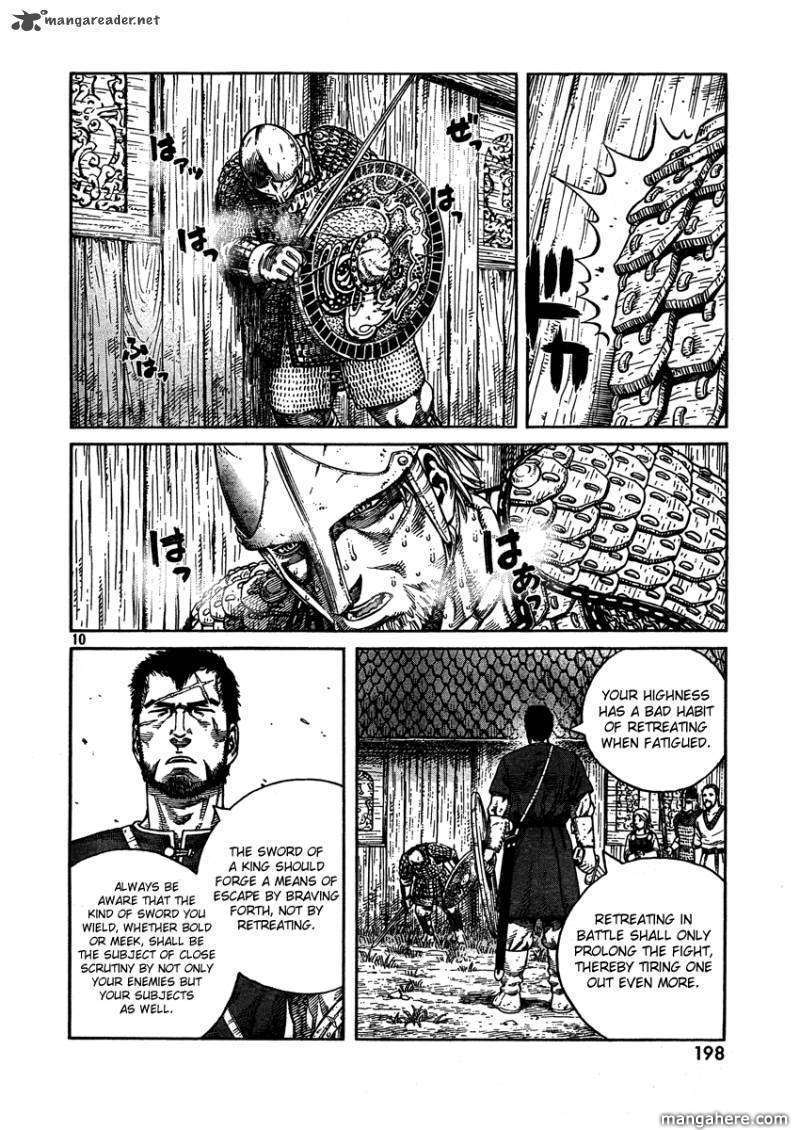 mangareader.net
ドカ
ぜっ
はっ
はァッ
はっ
ふはっ
はっ
はぁっ
10
YOUR HIGHNESS
HAS A BAD HABIT
OF RETREATING
WHEN FATIGUED.
RETREATING IN
BATTLE SHALL ONLY
PROLONG THE FIGHT,
THEREBY TIRING ONE
OUT EVEN MORE.
THE SWORD OF
A KING SHOULD
FORGE A MEANS OF
ESCAPE BY BRAVING
FORTH, NOT BY
RETREATING.
ALWAYS BE
AWARE THAT THE
KIND OF SWORD YOU
WIELD, WHETHER BOLD
OR MEEK, SHALL BE
THE SUBJECT OF CLOSE
SCRUTINY BY NOT ONLY
YOUR ENEMIES BUT
YOUR SUBJECTS
AS WELL.
198
mangahere.com